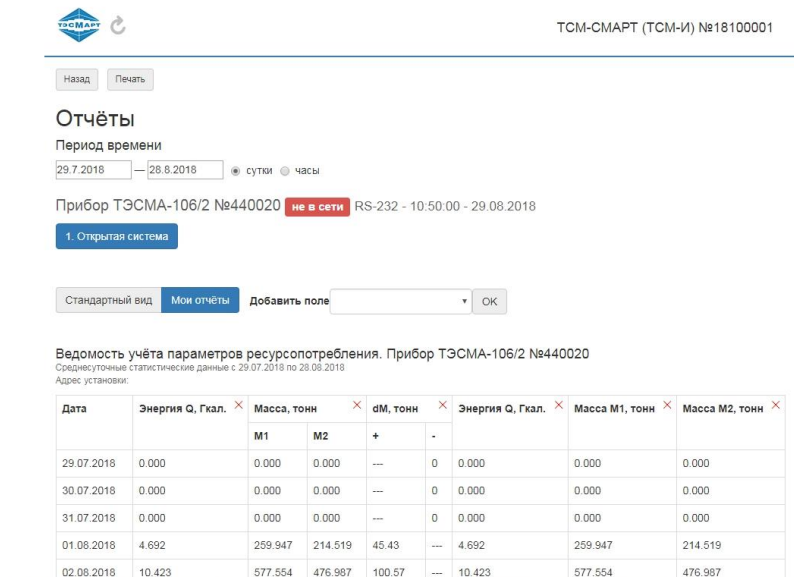 ТЭСМАРТ
ТСМ-СМАРТ (ТСМ-И) №18100001
Назад Печать
Отчёты
Период времени
29.7.2018 — 28.8.2018 сутки часы
Прибор ТЭСМА-106/2 №440020 не в сети RS-232 - 10:50:00 - 29.08.2018
1. Открытая система
Стандартный вид Мои отчёты Добавить поле OK
Ведомость учёта параметров ресурсопотребления. Прибор ТЭСМА-106/2 №440020
Среднесуточные статистические данные с 29.07.2018 по 28.08.2018
Адрес установки:
Дата Энергия Q, Гкал. Масса, тонн dM, тонн Энергия Q, Гкал. Масса M1, тонн Масса M2, тонн
M1 M2 + -
29.07.2018 0.000 0.000 0.000 --- 0 0.000 0.000 0.000
30.07.2018 0.000 0.000 0.000 --- 0 0.000 0.000 0.000
31.07.2018 0.000 0.000 0.000 --- 0 0.000 0.000 0.000
01.08.2018 4.692 259.947 214.519 45.43 --- 4.692 259.947 214.519
02.08.2018 10.423 577.554 476.987 100.57 --- 10.423 577.554 476.987